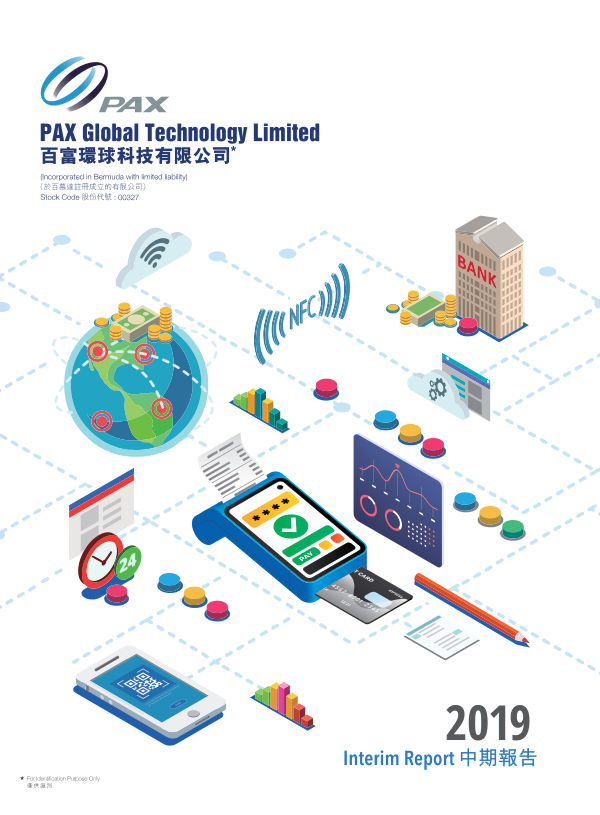 PAX
PAX Global Technology Limited
百富環球科技有限公司*
(Incorporated in Bermuda with limited liability)
(於百慕達註冊成立的有限公司)
Stock Code 股份代號 : 00327
BANK
NFC
****
PAY
CARD
24
2019
Interim Report 中期報告
* For Identification Purpose Only
僅供識別